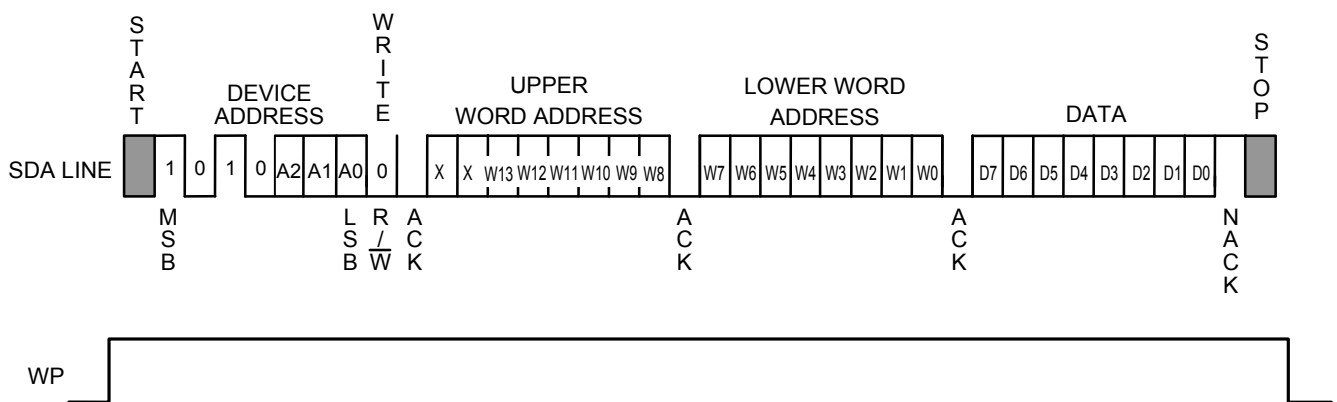 START
WRITE
STOP
DEVICE
ADDRESS
UPPER
WORD ADDRESS
LOWER WORD
ADDRESS
DATA
SDA LINE 1 0 1 0 A2 A1 A0 0 X X W13 W12 W11 W10 W9 W8 W7 W6 W5 W4 W3 W2 W1 W0 D7 D6 D5 D4 D3 D2 D1 D0
MSB
LSB
R/W
ACK
ACK
ACK
NACK
WP